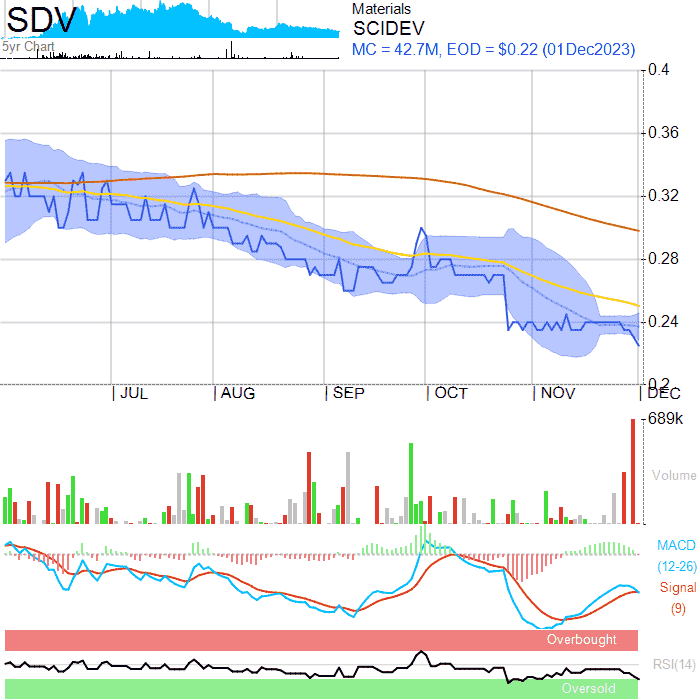 SDV
5yr Chart
Materials
SCIDEV
MC = 42.7M, EOD = $0.22 (01Dec2023)
0.4
0.36
0.32
0.28
0.24
0.2
JUL
AUG
SEP
OCT
NOV
DEC
689k
Volume
MACD
(12-26)
Signal
(9)
Overbought
RSI(14)
Oversold